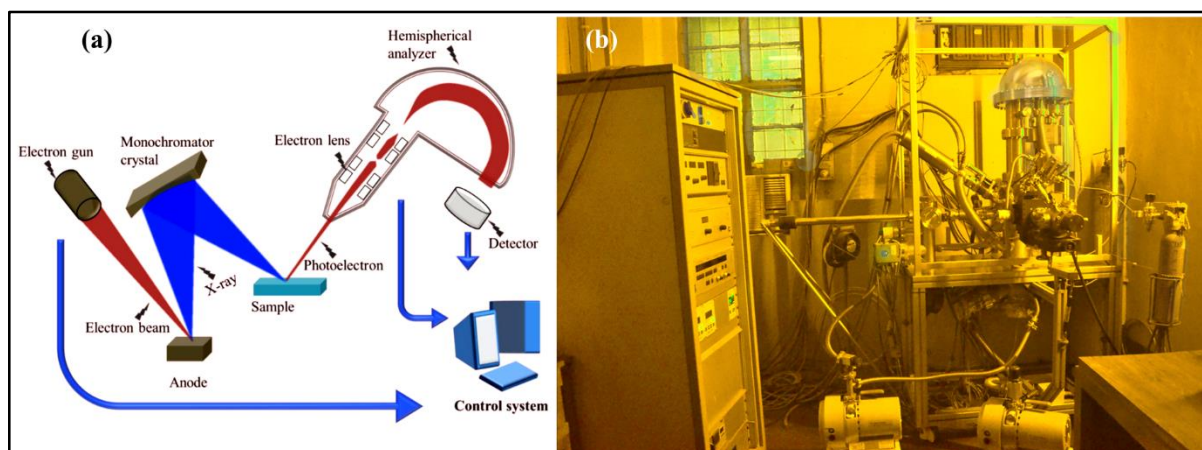 (a)
Hemispherical
analyzer
Monochromator
crystal
Electron lens
Electron gun
Detector
Photoelectron
X-ray
Sample
Electron beam
Anode
Control system
(b)